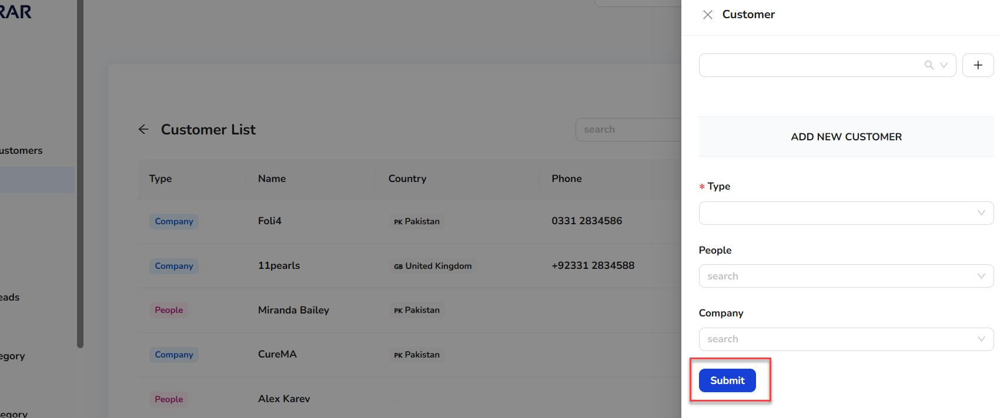 RAR
Customer
ADD NEW CUSTOMER
Customer List
search
ustomers
Type
Name
Country
Phone
* Type
Company
Foli4
PK Pakistan
0331 2834586
People
search
Company
11pearls
GB United Kingdom
+92331 2834588
eads
People
Miranda Bailey
PK Pakistan
Company
search
egory
Company
CureMA
PK Pakistan
Submit
People
Alex Karev
tegory